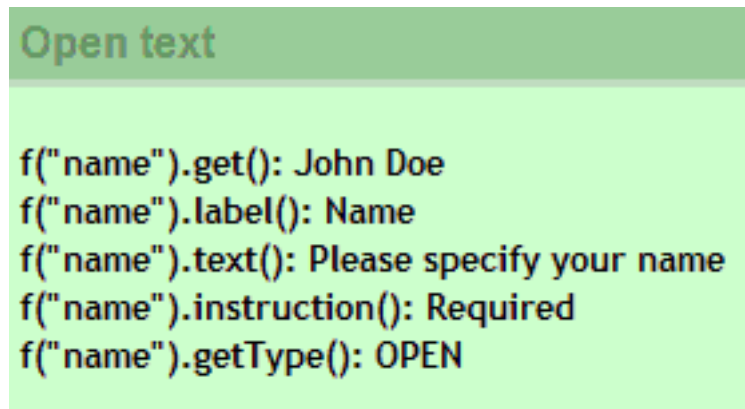 Open text
f("name").get(): John Doe
f("name").label(): Name
f("name").text(): Please specify your name
f("name").instruction(): Required
f("name").getType(): OPEN